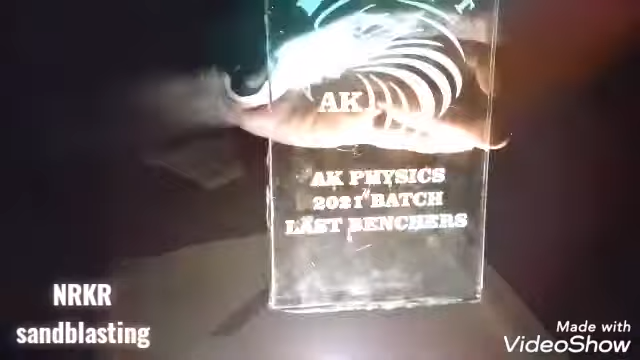 AK
AK PHYSICS
2021 BATCH
LAST BENCHERS
NRKR
sandblasting
Made with
VideoShow